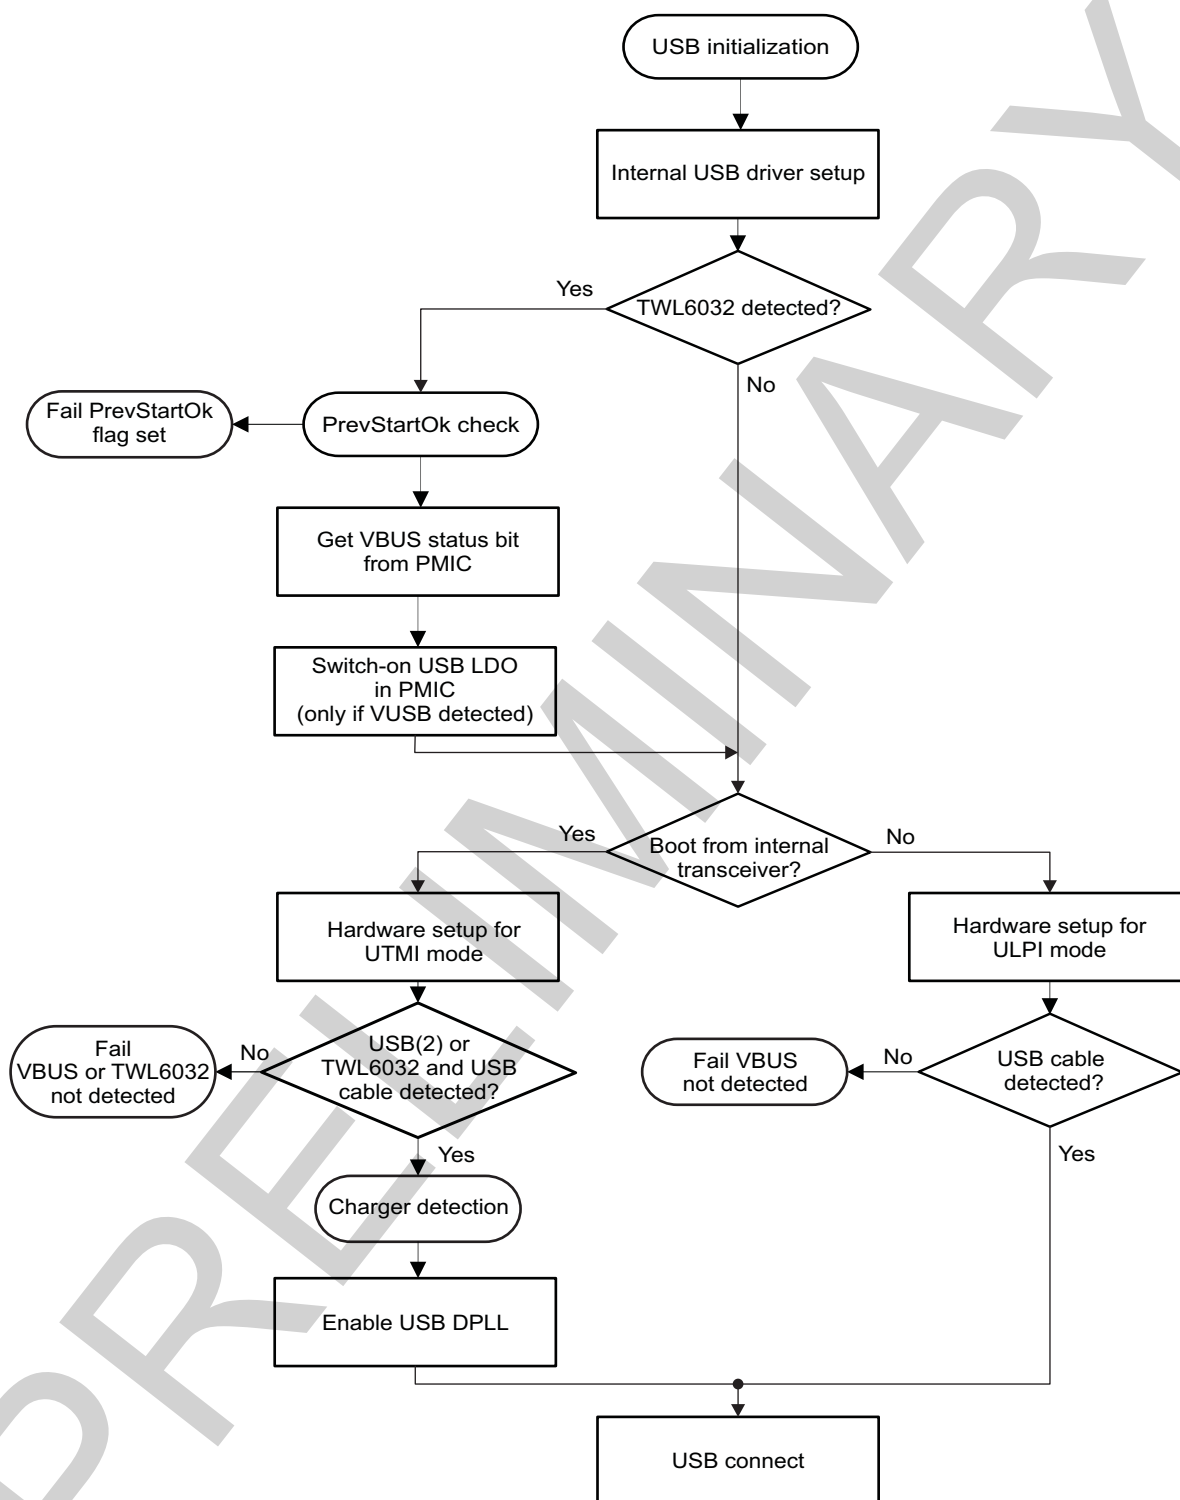 USB initialization
Internal USB driver setup
TWL6032 detected?
Yes
No
Fail PrevStartOk
flag set
PrevStartOk check
Get VBUS status bit
from PMIC
Switch-on USB LDO
in PMIC
(only if VUSB detected)
Boot from internal
transceiver?
Yes
No
Hardware setup for
UTMI mode
Hardware setup for
ULPI mode
Fail
VBUS or TWL6032
not detected
No
USB(2) or
TWL6032 and USB
cable detected?
Fail VBUS
not detected
No
USB cable
detected?
Yes
Yes
Charger detection
Enable USB DPLL
USB connect
PRELIMINARY